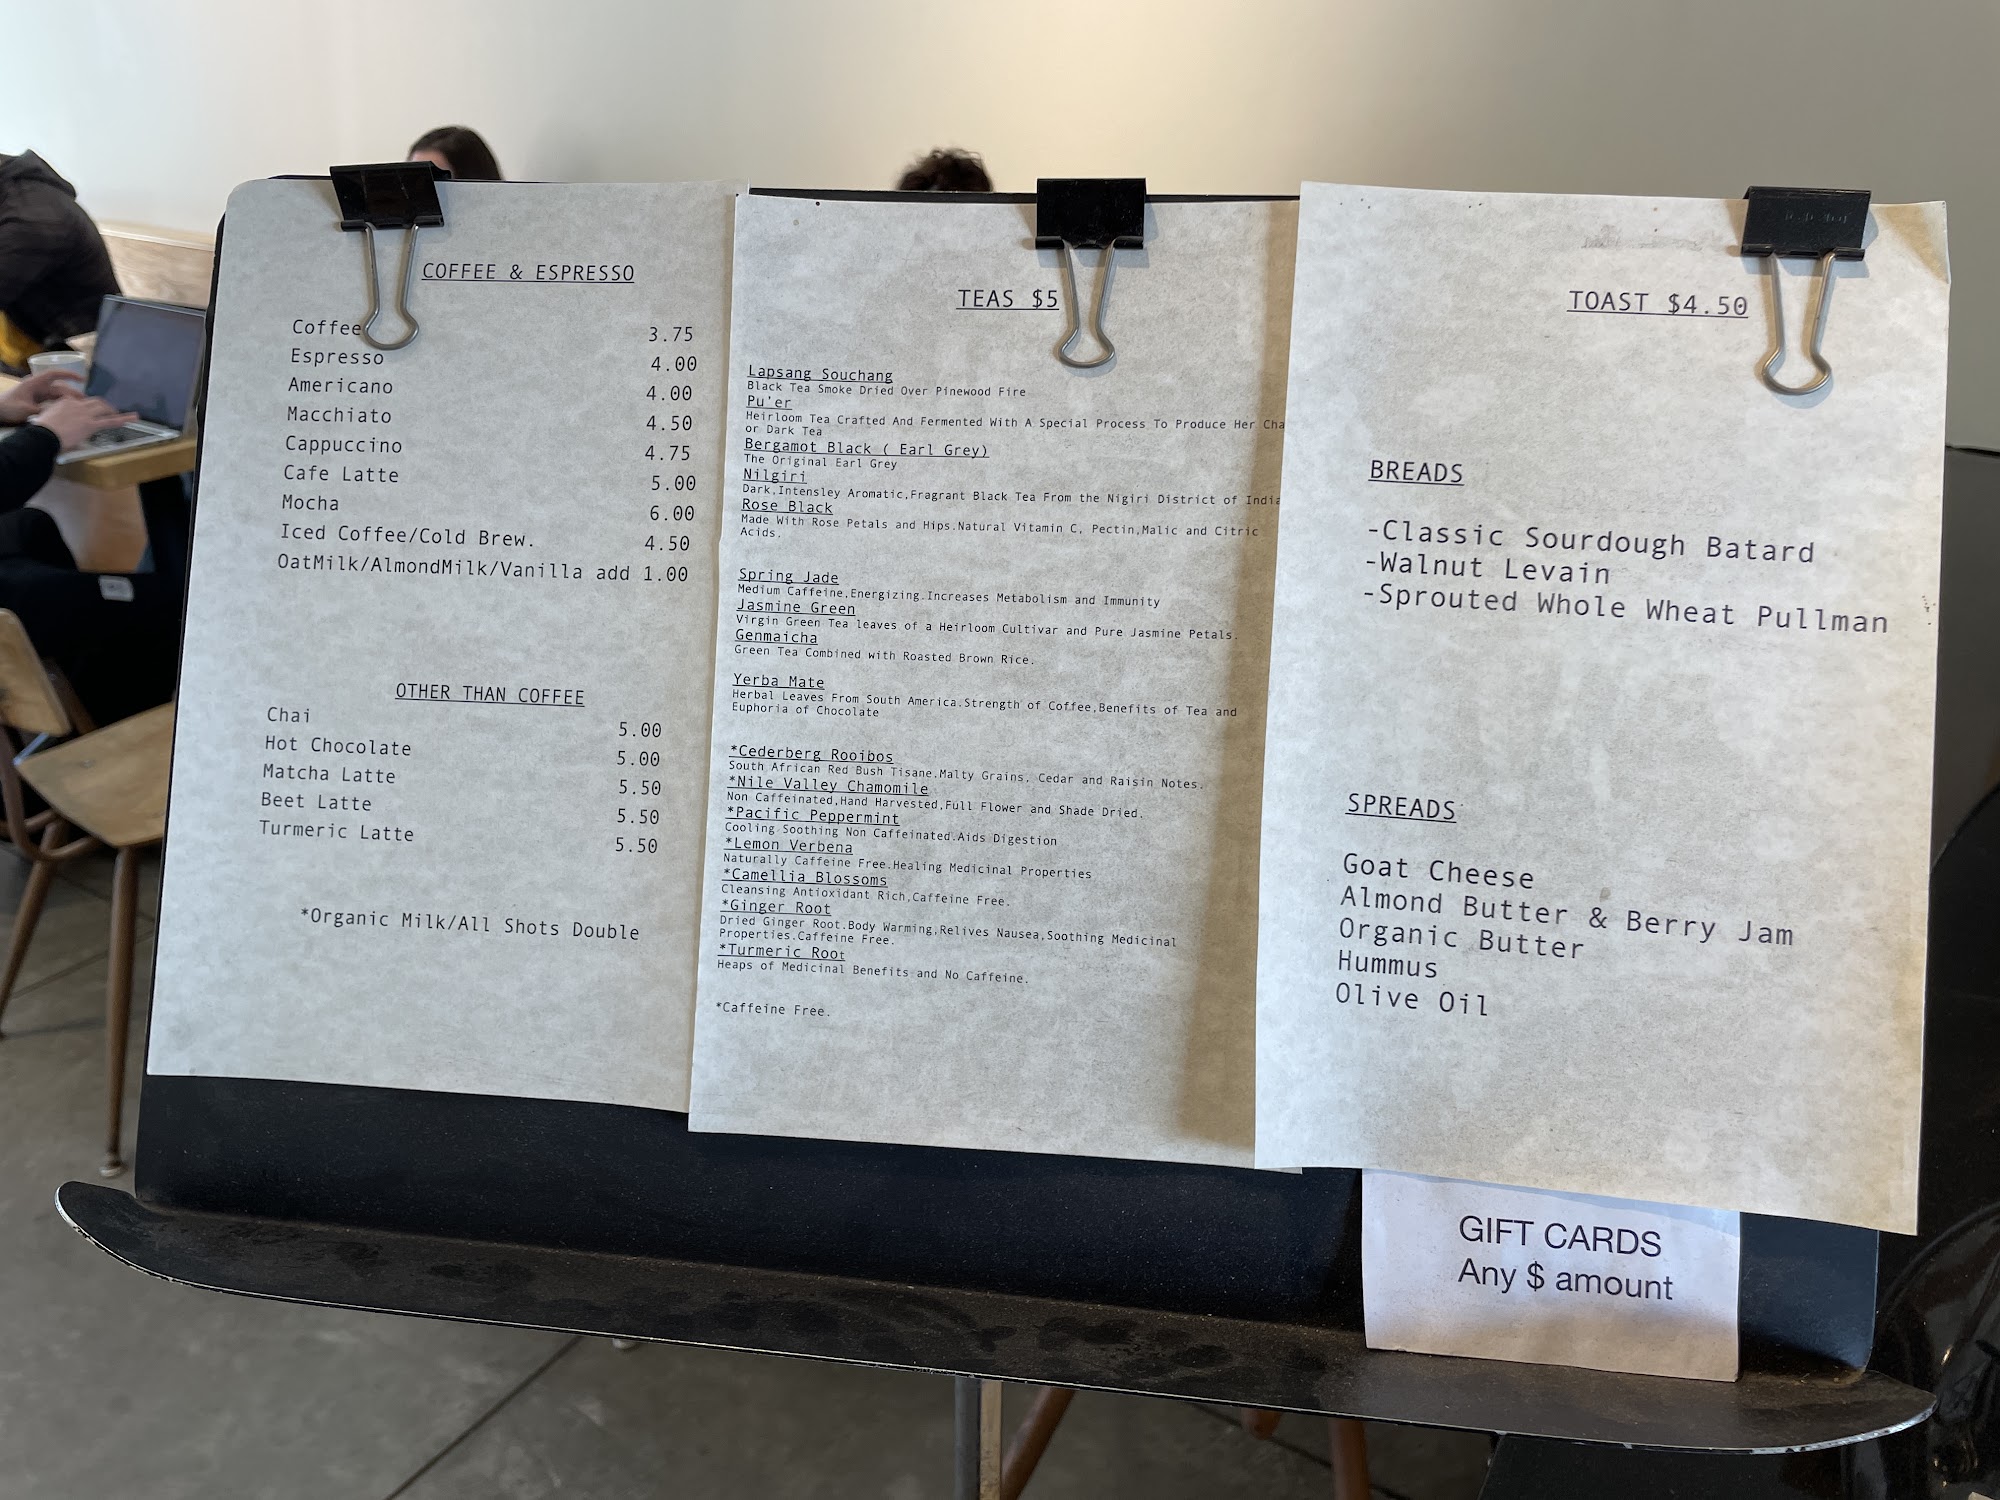 COFFEE & ESPRESSO
Coffee 3.75
Espresso 4.00
Americano 4.00
Macchiato 4.50
Cappuccino 4.75
Cafe Latte 5.00
Mocha 6.00
Iced Coffee/Cold Brew. 4.50
OatMilk/AlmondMilk/Vanilla add 1.00
OTHER THAN COFFEE
Chai 5.00
Hot Chocolate 5.00
Matcha Latte 5.50
Beet Latte 5.50
Turmeric Latte 5.50
*Organic Milk/All Shots Double
TEAS $5
Lapsang Souchang
Black Tea Smoke Dried Over Pinewood Fire
Pu'er
Heirloom Tea Crafted And Fermented With A Special Process To Produce Her Cha
or Dark Tea
Bergamot Black ( Earl Grey)
The Original Earl Grey
Nilgiri
Dark,Intensley Aromatic,Fragrant Black Tea From the Nigiri District of India
Rose Black
Made With Rose Petals and Hips.Natural Vitamin C, Pectin,Malic and Citric
Acids.
Spring Jade
Medium Caffeine.Energizing.Increases Metabolism and Immunity
Jasmine Green
Virgin Green Tea leaves of a Heirloom Cultivar and Pure Jasmine Petals.
Genmaicha
Green Tea Combined with Roasted Brown Rice.
Yerba Mate
Herbal Leaves From South America.Strength of Coffee,Benefits of Tea and
Euphoria of Chocolate
*Cederberg Rooibos
South African Red Bush Tisane.Malty Grains, Cedar and Raisin Notes.
*Nile Valley Chamomile
Non Caffeinated,Hand Harvested,Full Flower and Shade Dried.
*Pacific Peppermint
Cooling Soothing Non Caffeinated.Aids Digestion
*Lemon Verbena
Naturally Caffeine Free.Healing Medicinal Properties
*Camellia Blossoms
Cleansing Antioxidant Rich,Caffeine Free.
*Ginger Root
Dried Ginger Root.Body Warming,Relives Nausea,Soothing Medicinal
Properties.Caffeine Free.
*Turmeric Root
Heaps of Medicinal Benefits and No Caffeine.
*Caffeine Free.
TOAST $4.50
BREADS
-Classic Sourdough Batard
-Walnut Levain
-Sprouted Whole Wheat Pullman
SPREADS
Goat Cheese
Almond Butter & Berry Jam
Organic Butter
Hummus
Olive Oil
GIFT CARDS
Any $ amount